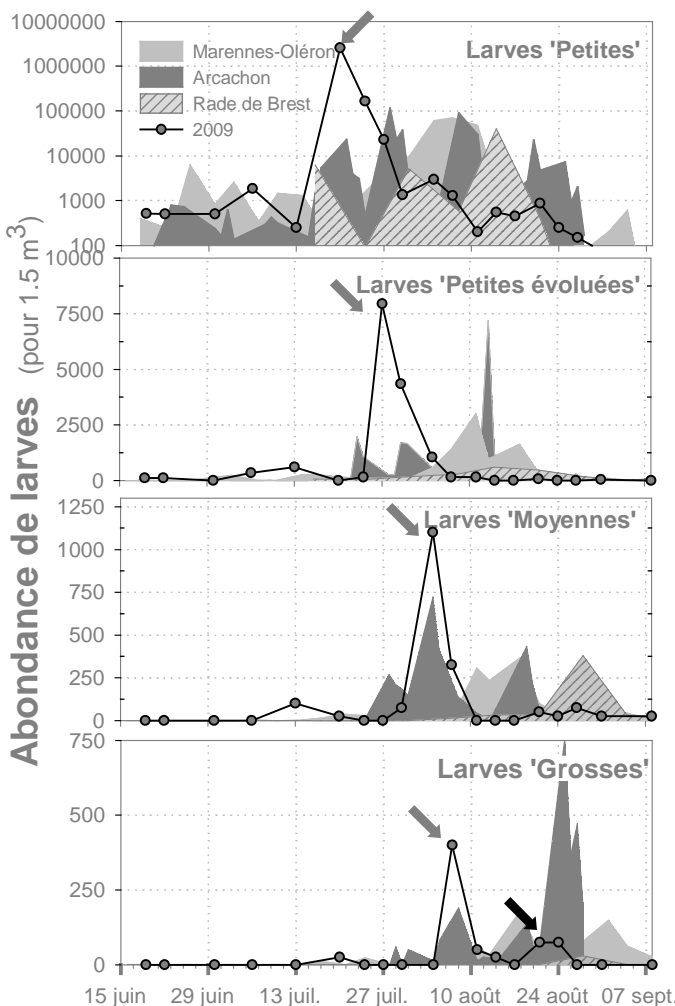 Abondance de larves (pour 1.5 m³)
10000000
1000000
100000
10000
1000
100
Marennes-Oléron
Arcachon
Rade de Brest
2009
Larves 'Petites'
10000
7500
5000
2500
0
Larves 'Petites évoluées'
1250
1000
750
500
250
0
Larves 'Moyennes'
750
500
250
0
Larves 'Grosses'
15 juin 29 juin 13 juil. 27 juil. 10 août 24 août 07 sept.